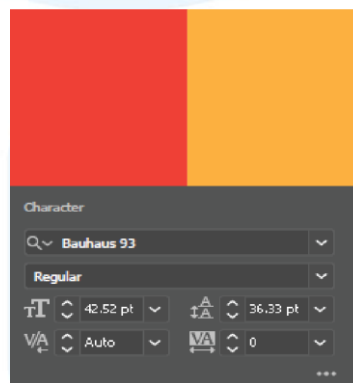 Character
Bauhaus 93
Regular
42.52 pt 36.33 pt
Auto 0